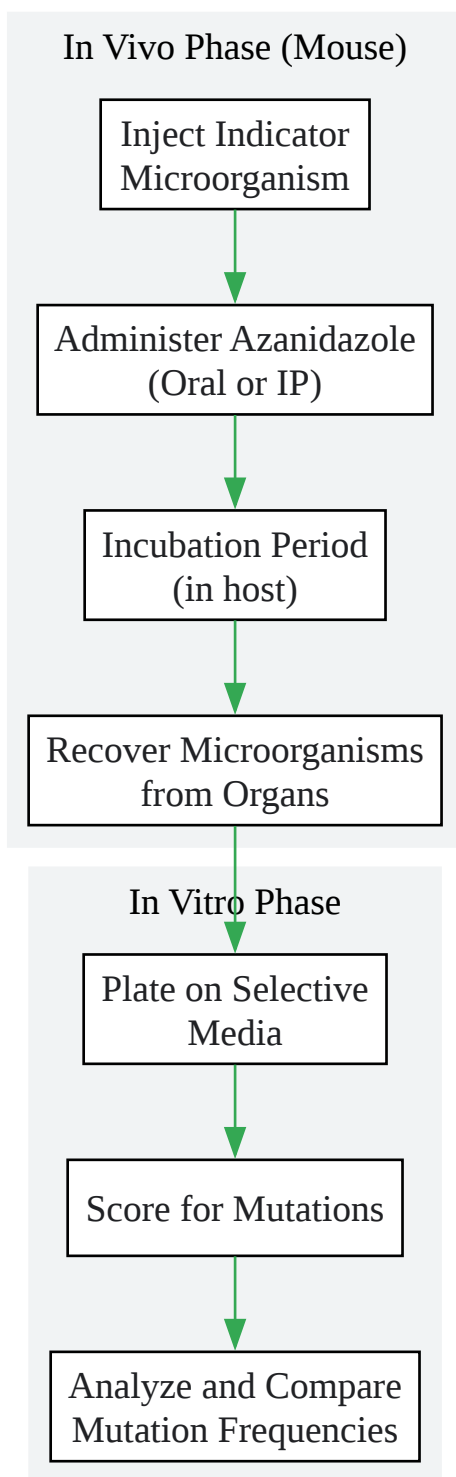 In Vivo Phase (Mouse)
Inject Indicator
Microorganism
Administer Azanidazole
(Oral or IP)
Incubation Period
(in host)
Recover Microorganisms
from Organs
In Vitro Phase
Plate on Selective
Media
Score for Mutations
Analyze and Compare
Mutation Frequencies